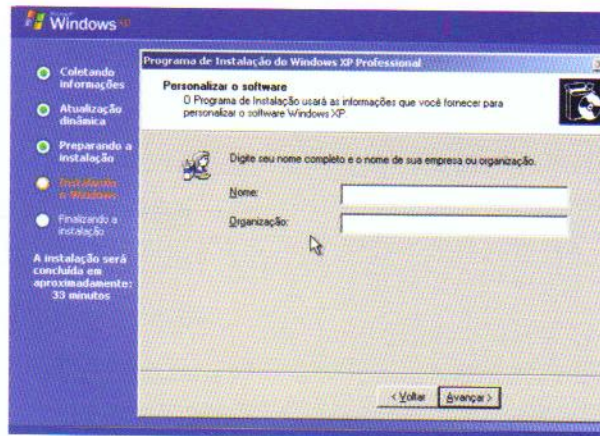 Microsoft
Windows xp
Coletando
informações
Atualização
dinâmica
Preparando a
instalação
Instalando
o Windows
Finalizando a
instalação
A instalação será
concluída em
aproximadamente:
33 minutos
Programa de Instalação do Windows XP Professional
Personalizar o software
O Programa de Instalação usará as informações que você fornecer para
personalizar o software Windows XP
Digite seu nome completo e o nome de sua empresa ou organização.
Nome:
Organização:
< Voltar
Avançar >